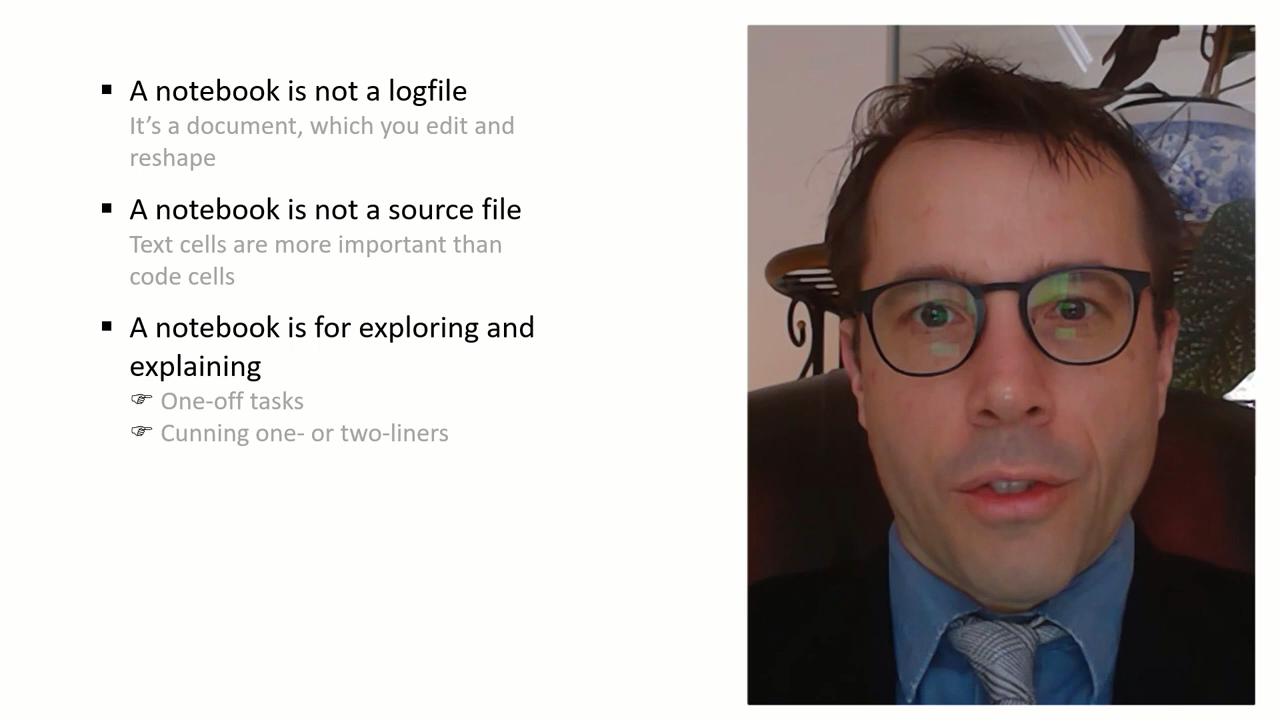 ▪ A notebook is not a logfile
It’s a document, which you edit and
reshape
▪ A notebook is not a source file
Text cells are more important than
code cells
▪ A notebook is for exploring and
explaining
☞ One-off tasks
☞ Cunning one- or two-liners